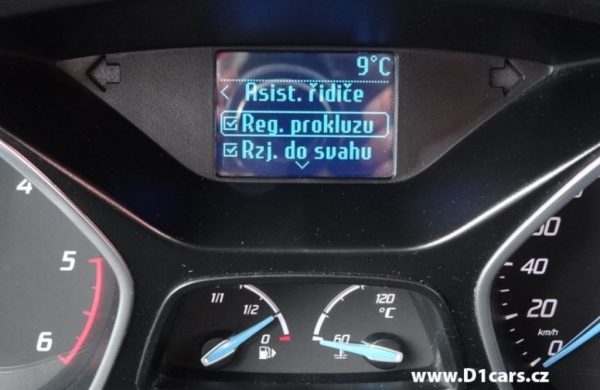 9°C
< Asist. řidiče
Reg. prokluzu
Rzj. do svahu
4
5
6
1/1
1/2
0
120
°C
60
60
40
20
km/h
0
www.D1cars.cz